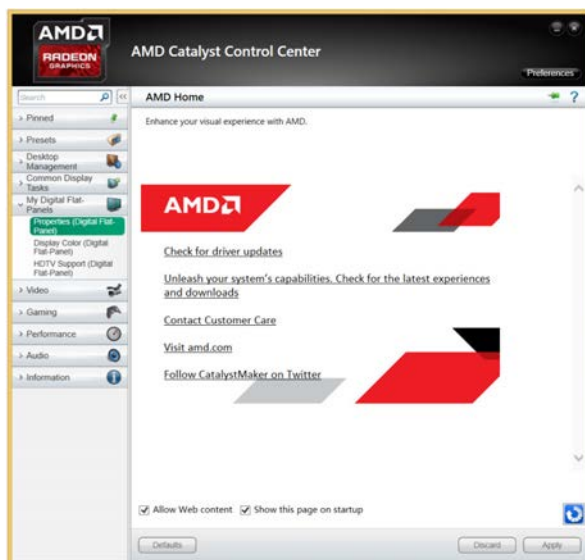 AMD
RADEON
GRAPHICS
AMD Catalyst Control Center
Preferences
Search
AMD Home
Pinned
Presets
Desktop
Management
Common Display
Tasks
My Digital Flat-
Panels
Properties (Digital Flat-
Panel)
Display Color (Digital
Flat-Panel)
HDTV Support (Digital
Flat-Panel)
Video
Gaming
Performance
Audio
Information
Enhance your visual experience with AMD.
AMD
Check for driver updates
Unleash your system's capabilities. Check for the latest experiences
and downloads
Contact Customer Care
Visit amd.com
Follow CatalystMaker on Twitter
Allow Web content
Show this page on startup
Defaults
Discard
Apply